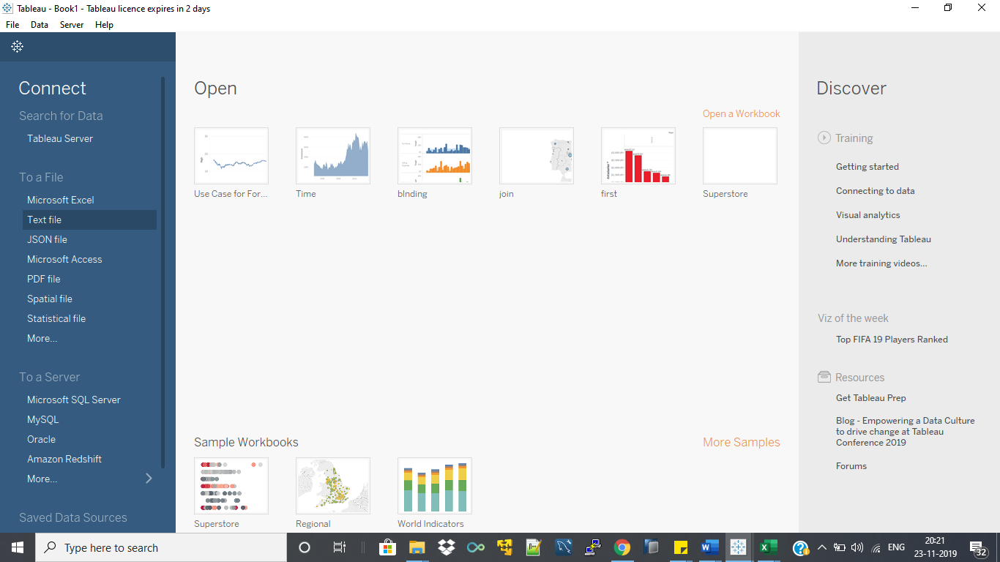 Tableau - Book1 - Tableau licence expires in 2 days
File Data Server Help
Connect
Search for Data
Tableau Server
To a File
Microsoft Excel
Text file
JSON file
Microsoft Access
PDF file
Spatial file
Statistical file
More...
To a Server
Microsoft SQL Server
MySQL
Oracle
Amazon Redshift
More...
Saved Data Sources
Open
Open a Workbook
Use Case for For...
Time
blnding
join
first
Superstore
Sample Workbooks
More Samples
Superstore
Regional
World Indicators
Discover
Training
Getting started
Connecting to data
Visual analytics
Understanding Tableau
More training videos...
Viz of the week
Top FIFA 19 Players Ranked
Resources
Get Tableau Prep
Blog - Empowering a Data Culture
to drive change at Tableau
Conference 2019
Forums
Type here to search
ENG
20:21
23-11-2019
32